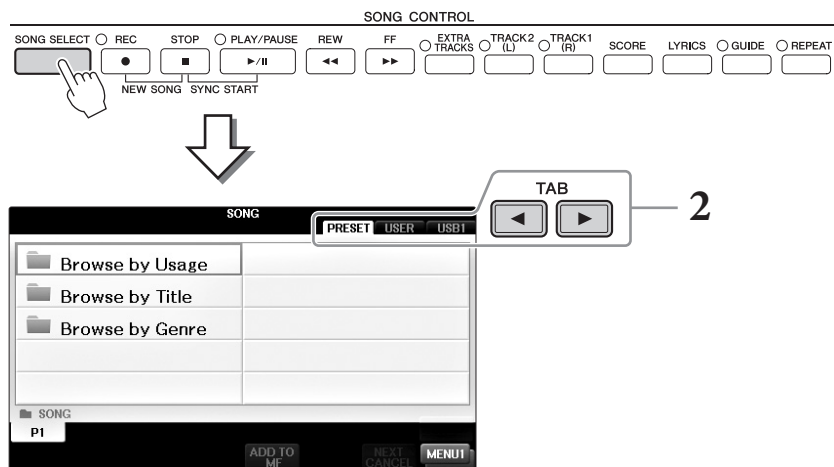 SONG CONTROL
SONG SELECT REC STOP PLAY/PAUSE REW FF EXTRA TRACKS TRACK2 (L) TRACK1 (R) SCORE LYRICS GUIDE REPEAT
NEW SONG SYNC START
TAB
2
SONG
PRESET USER USB1
Browse by Usage
Browse by Title
Browse by Genre
SONG
P1
ADD TO MF NEXT CANCEL MENU1